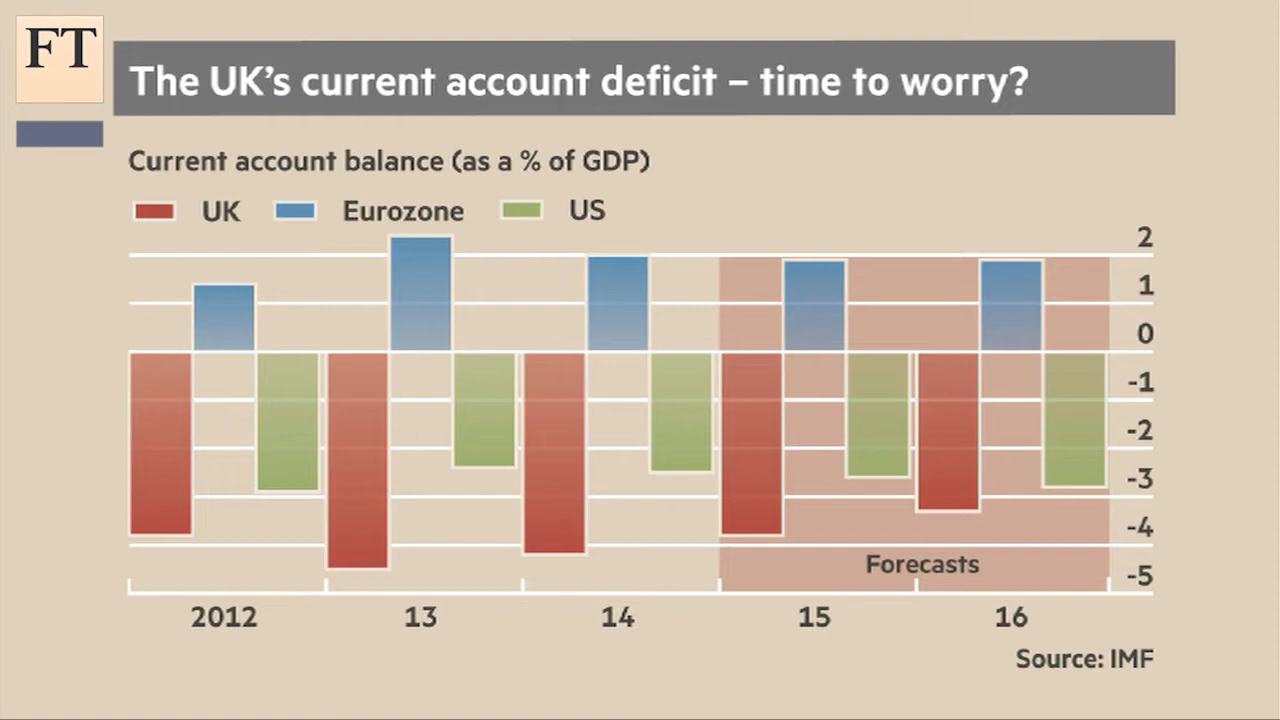 FT
The UK's current account deficit – time to worry?
Current account balance (as a % of GDP)
UK Eurozone US
2
1
0
-1
-2
-3
-4
-5
Forecasts
2012 13 14 15 16
Source: IMF